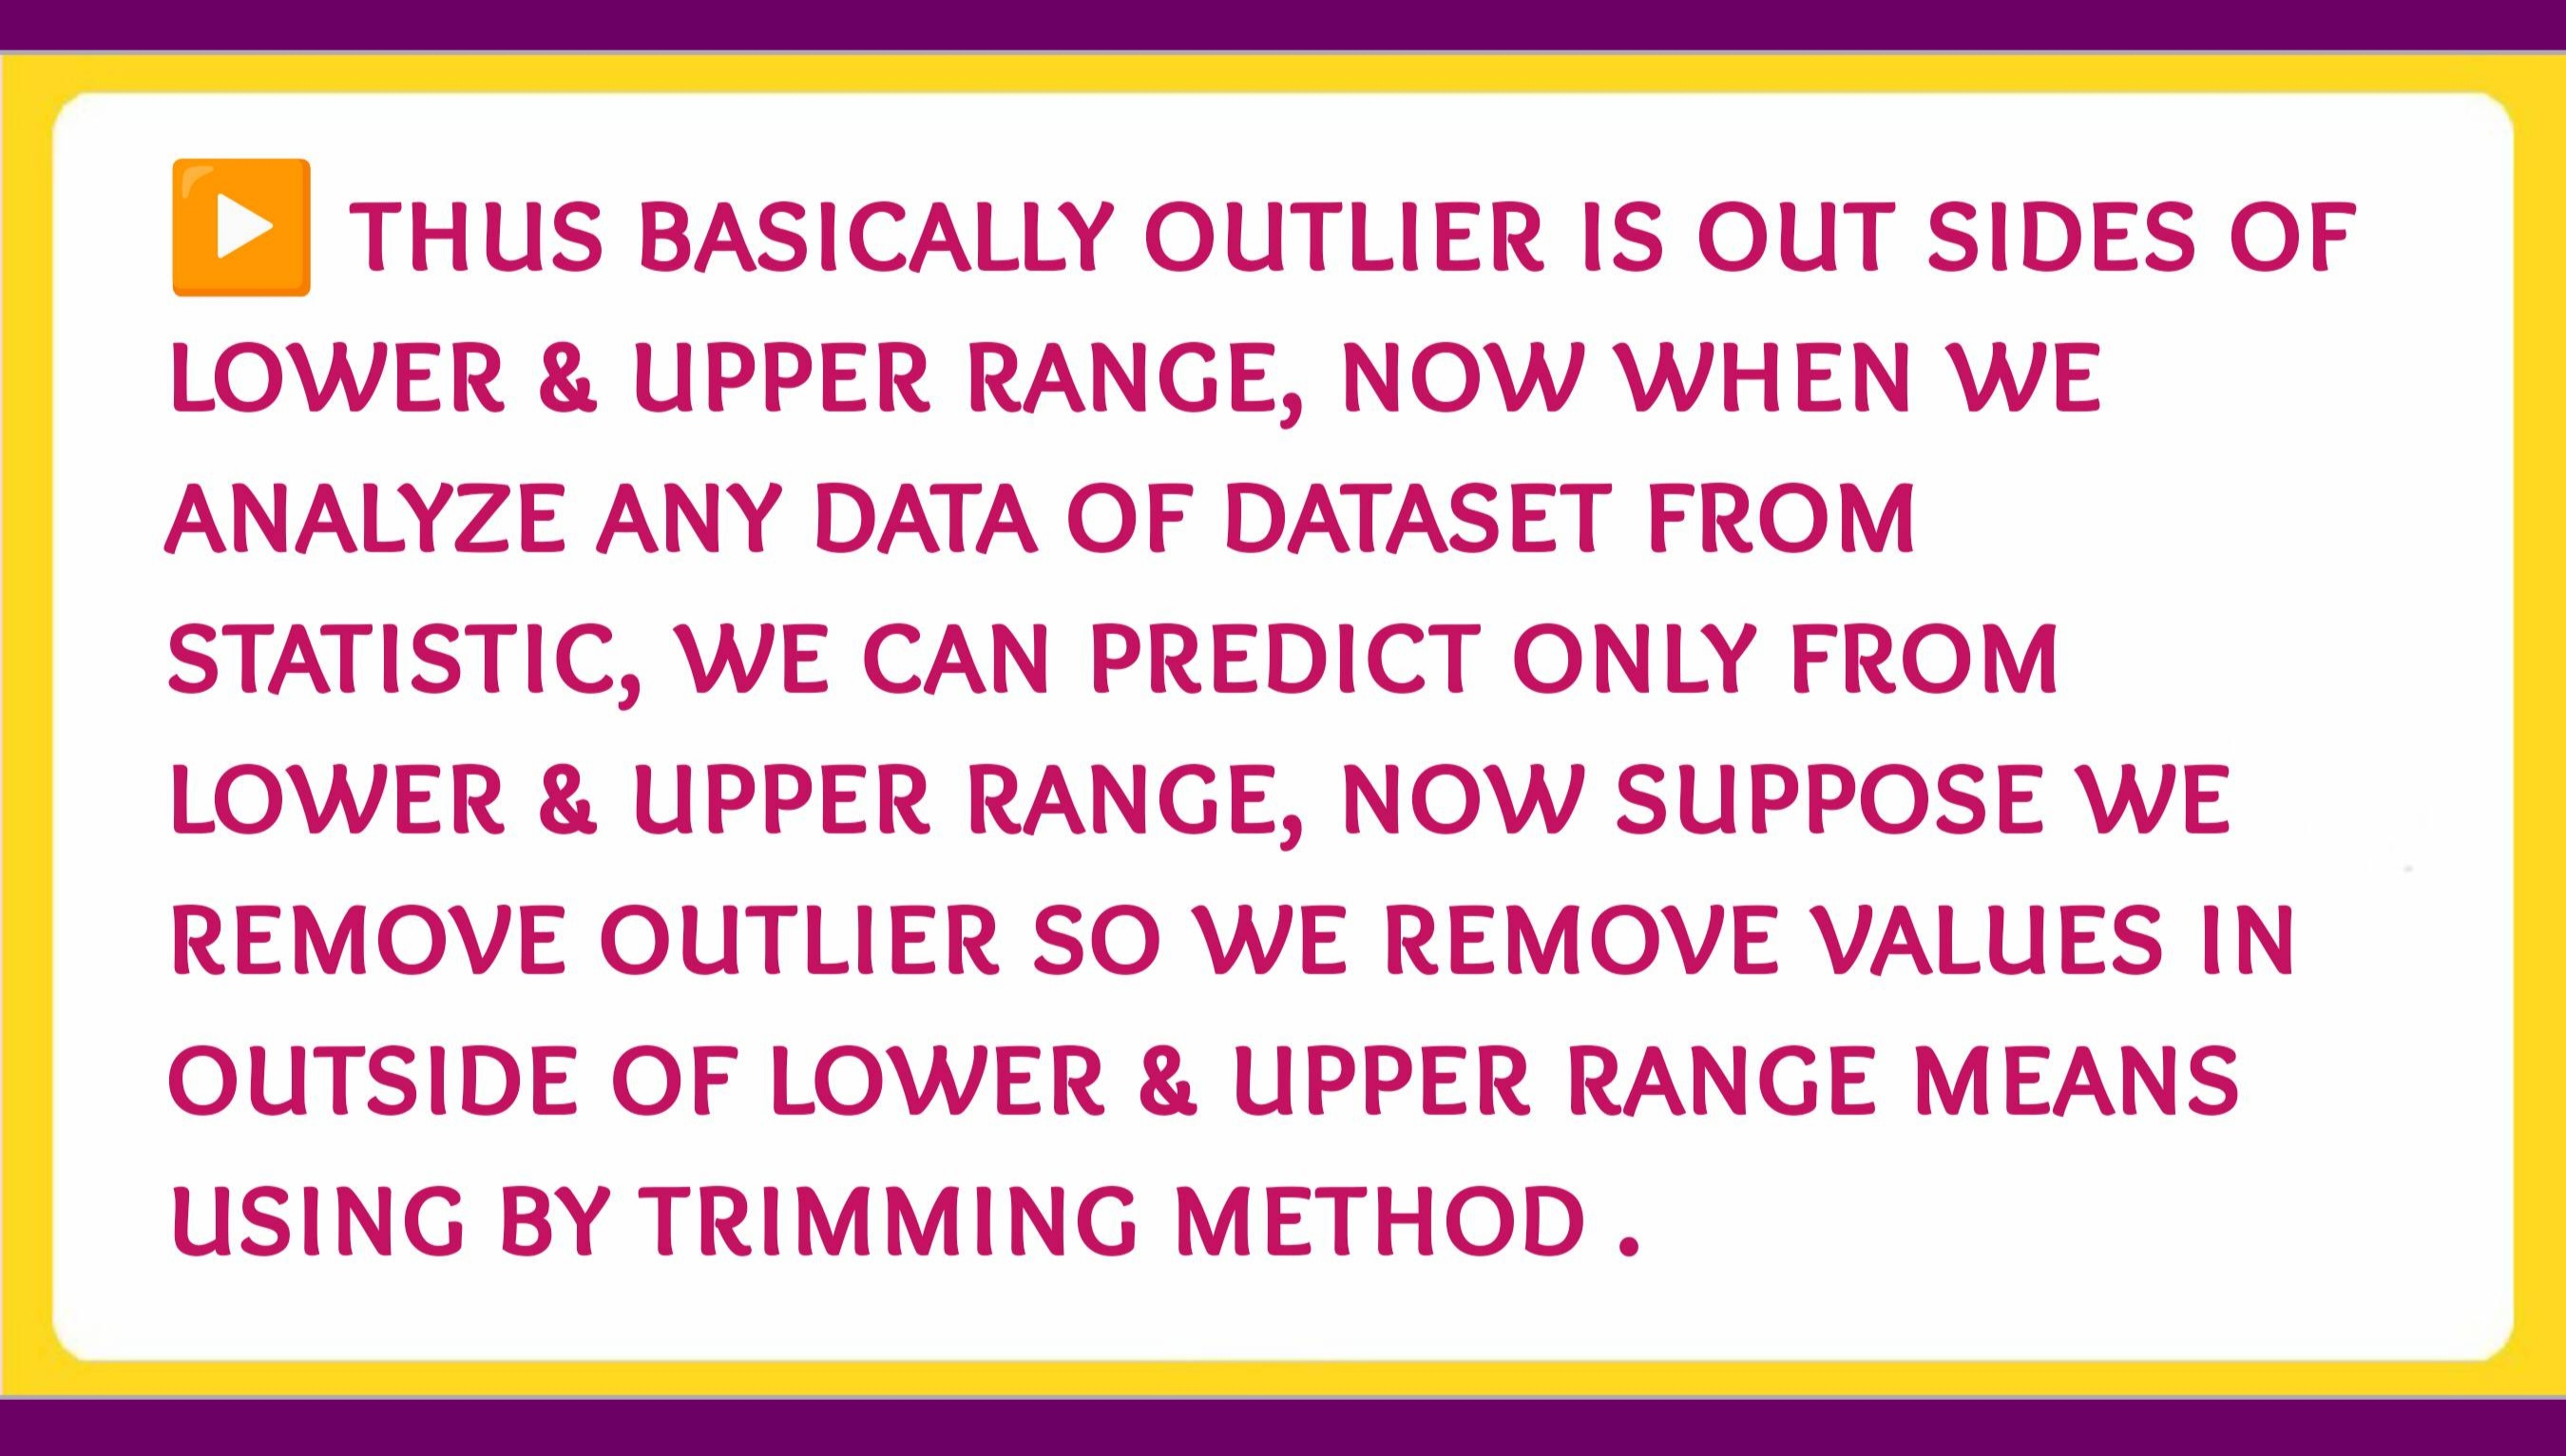 THUS BASICALLY OUTLIER IS OUT SIDES OF
LOWER & UPPER RANGE, NOW WHEN WE
ANALYZE ANY DATA OF DATASET FROM
STATISTIC, WE CAN PREDICT ONLY FROM
LOWER & UPPER RANGE, NOW SUPPOSE WE
REMOVE OUTLIER SO WE REMOVE VALUES IN
OUTSIDE OF LOWER & UPPER RANGE MEANS
USING BY TRIMMING METHOD .